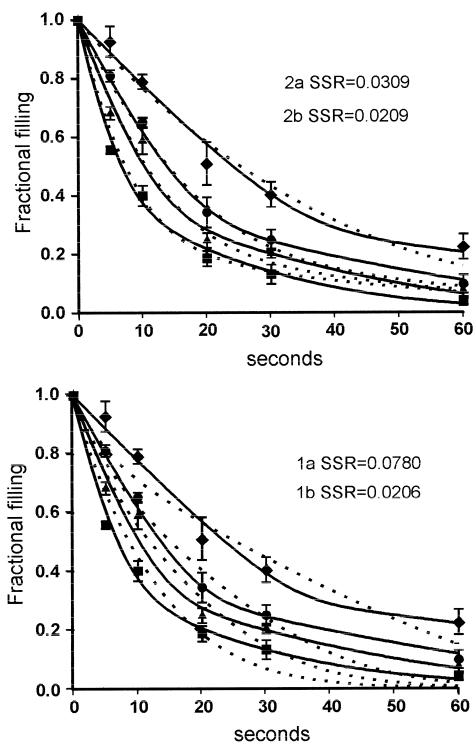 1.0
0.8
0.6
0.4
0.2
0.0
Fractional filling
2a SSR=0.0309
2b SSR=0.0209
0 10 20 30 40 50 60
seconds
1.0
0.8
0.6
0.4
0.2
0.0
Fractional filling
1a SSR=0.0780
1b SSR=0.0206
0 10 20 30 40 50 60
seconds